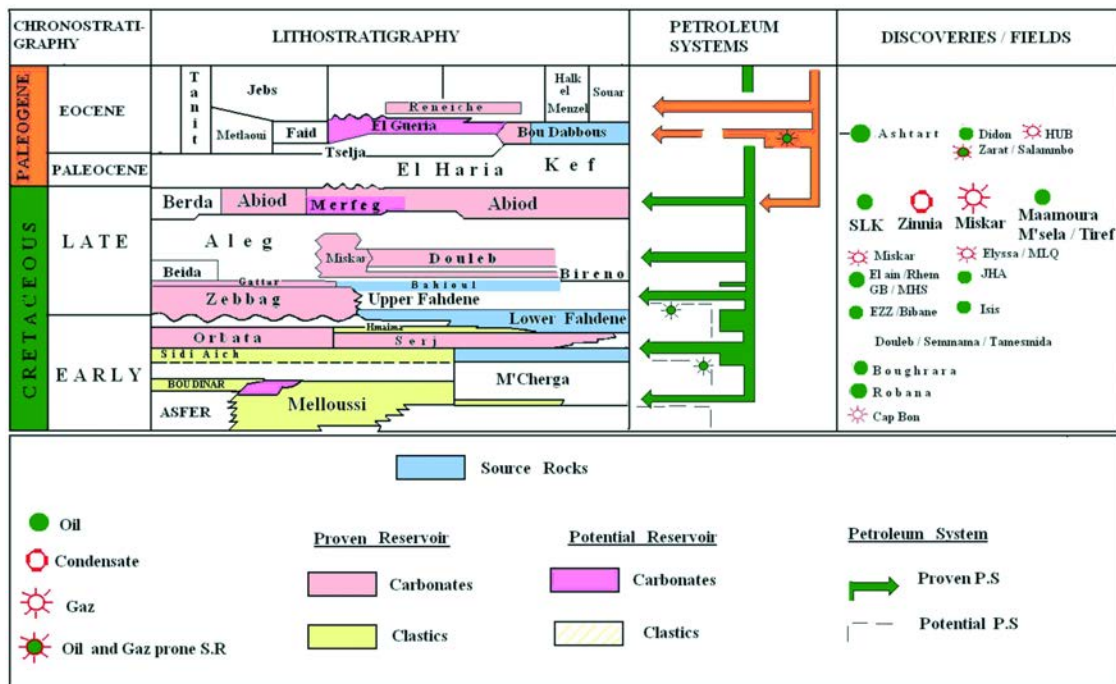 CHRONOSTRATI-
GRAPHY
LITHOSTRATIGRAPHY
PETROLEUM
SYSTEMS
DISCOVERIES / FIELDS
PALEOGENE
EOCENE
PALEOCENE
CRETACEOUS
LATE
EARLY
Tanit
Jebs
Metlaoui
Faid
Reneiche
El Gueria
Halk
el
Menzel
Souar
Bou Dabbous
Tselja
El Haria
Kef
Berda
Abiod
Merfeg
Abiod
Aleg
Miskar
Douleb
Bireno
Beida
Gattar
Bahioul
Zebbag
Upper Fahdene
Lower Fahdene
Hmaima
Orbata
Serj
Sidi Aich
BOUDINAR
M'Cherga
ASFER
Melloussi
Ashtart
Didon
HUB
Zarat / Salammbo
SLK
Zinnia
Miskar
Maamoura
M'sela / Tiref
Miskar
Elyssa / MLQ
El ain /Rhem
GB / MHS
JHA
EZZ /Bibane
Isis
Douleb / Semmama / Tamesmida
Boughrara
Robana
Cap Bon
Source Rocks
Oil
Condensate
Gaz
Oil and Gaz prone S.R
Proven Reservoir
Carbonates
Clastics
Potential Reservoir
Carbonates
Clastics
Petroleum System
Proven P.S
Potential P.S